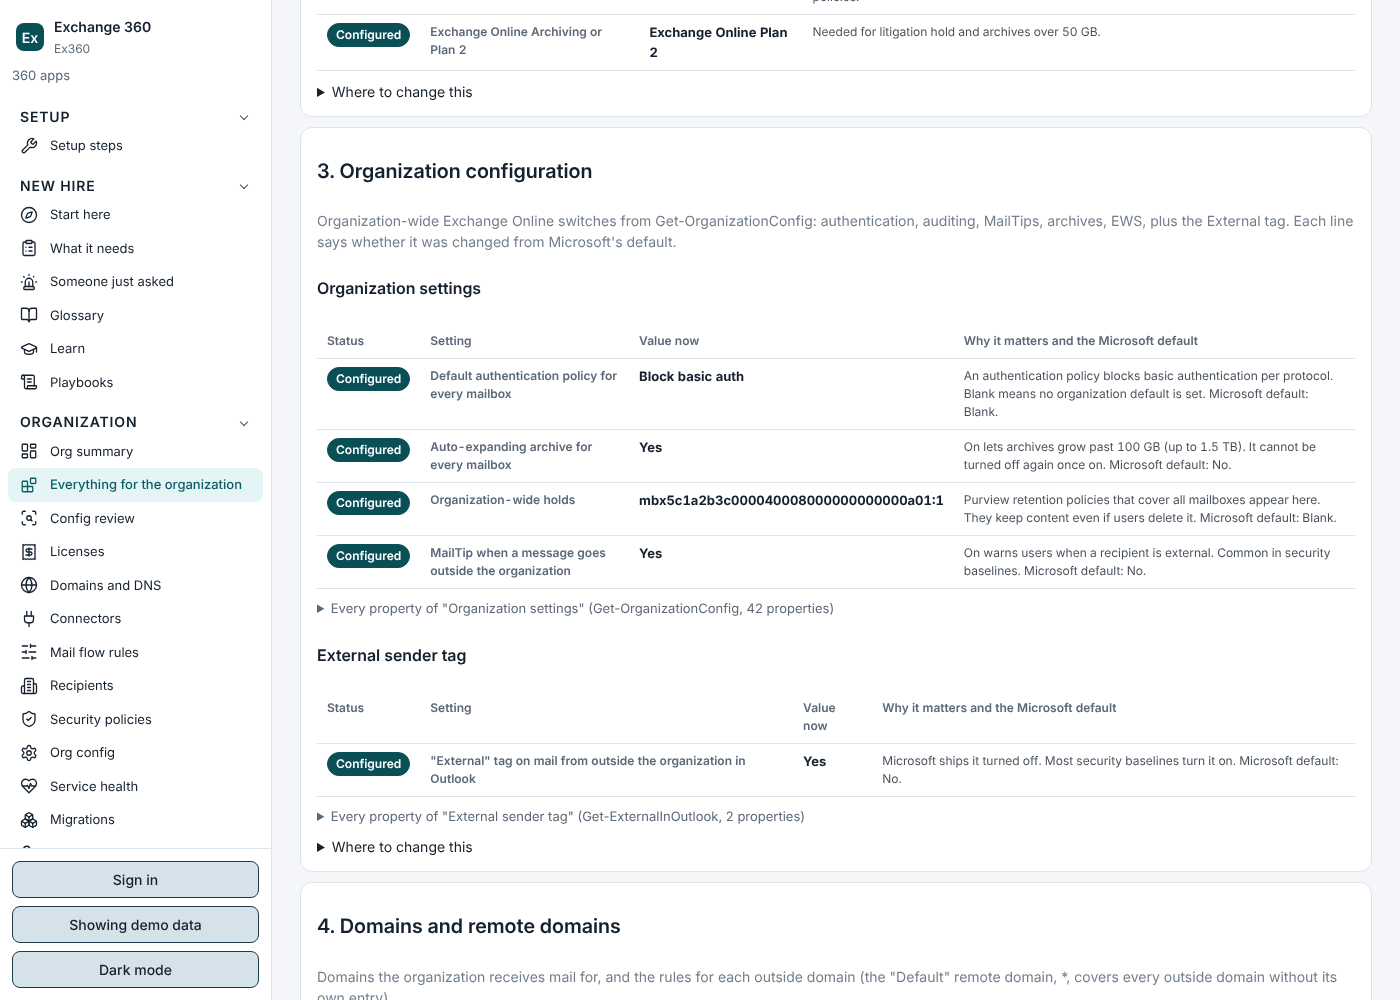 Ex
Exchange 360
Ex360
360 apps
SETUP
Setup steps
NEW HIRE
Start here
What it needs
Someone just asked
Glossary
Learn
Playbooks
ORGANIZATION
Org summary
Everything for the organization
Config review
Licenses
Domains and DNS
Connectors
Mail flow rules
Recipients
Security policies
Org config
Service health
Migrations
Sign in
Showing demo data
Dark mode
Configured
Exchange Online Archiving or
Plan 2
Exchange Online Plan
2
Needed for litigation hold and archives over 50 GB.
Where to change this
3. Organization configuration
Organization-wide Exchange Online switches from Get-OrganizationConfig: authentication, auditing, MailTips, archives, EWS, plus the External tag. Each line
says whether it was changed from Microsoft's default.
Organization settings
Status
Setting
Value now
Why it matters and the Microsoft default
Configured
Default authentication policy for
every mailbox
Block basic auth
An authentication policy blocks basic authentication per protocol.
Blank means no organization default is set. Microsoft default:
Blank.
Configured
Auto-expanding archive for
every mailbox
Yes
On lets archives grow past 100 GB (up to 1.5 TB). It cannot be
turned off again once on. Microsoft default: No.
Configured
Organization-wide holds
mbx5c1a2b3c000040008000000000000a01:1
Purview retention policies that cover all mailboxes appear here.
They keep content even if users delete it. Microsoft default: Blank.
Configured
MailTip when a message goes
outside the organization
Yes
On warns users when a recipient is external. Common in security
baselines. Microsoft default: No.
Every property of "Organization settings" (Get-OrganizationConfig, 42 properties)
External sender tag
Status
Setting
Value
now
Why it matters and the Microsoft default
Configured
"External" tag on mail from outside the organization in
Outlook
Yes
Microsoft ships it turned off. Most security baselines turn it on. Microsoft default:
No.
Every property of "External sender tag" (Get-ExternalInOutlook, 2 properties)
Where to change this
4. Domains and remote domains
Domains the organization receives mail for, and the rules for each outside domain (the "Default" remote domain, *, covers every outside domain without its
own entry)